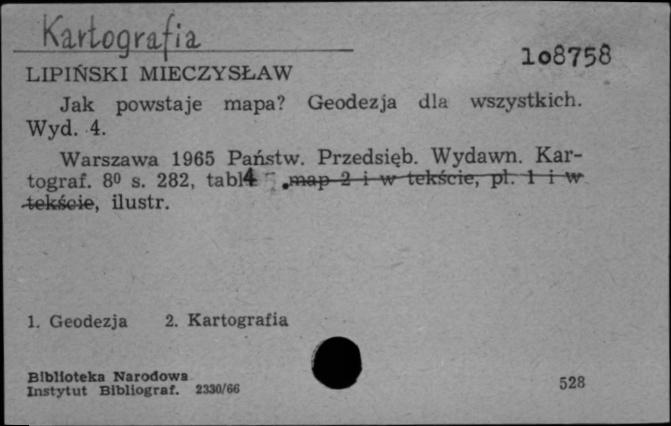 Kartografia
108758
LIPIŃSKI MIECZYSŁAW
Jak powstaje mapa? Geodezja dla wszystkich.
Wyd. 4.
Warszawa 1965 Państw. Przedsięb. Wydawn. Kar-
tograf. 8⁰ s. 282, tabl 4 map 2 i w tekście, pl. 1 i w
tekście, ilustr.
1. Geodezja 2. Kartografia
Biblioteka Narodowa
Instytut Bibliograf. 2330/66
528